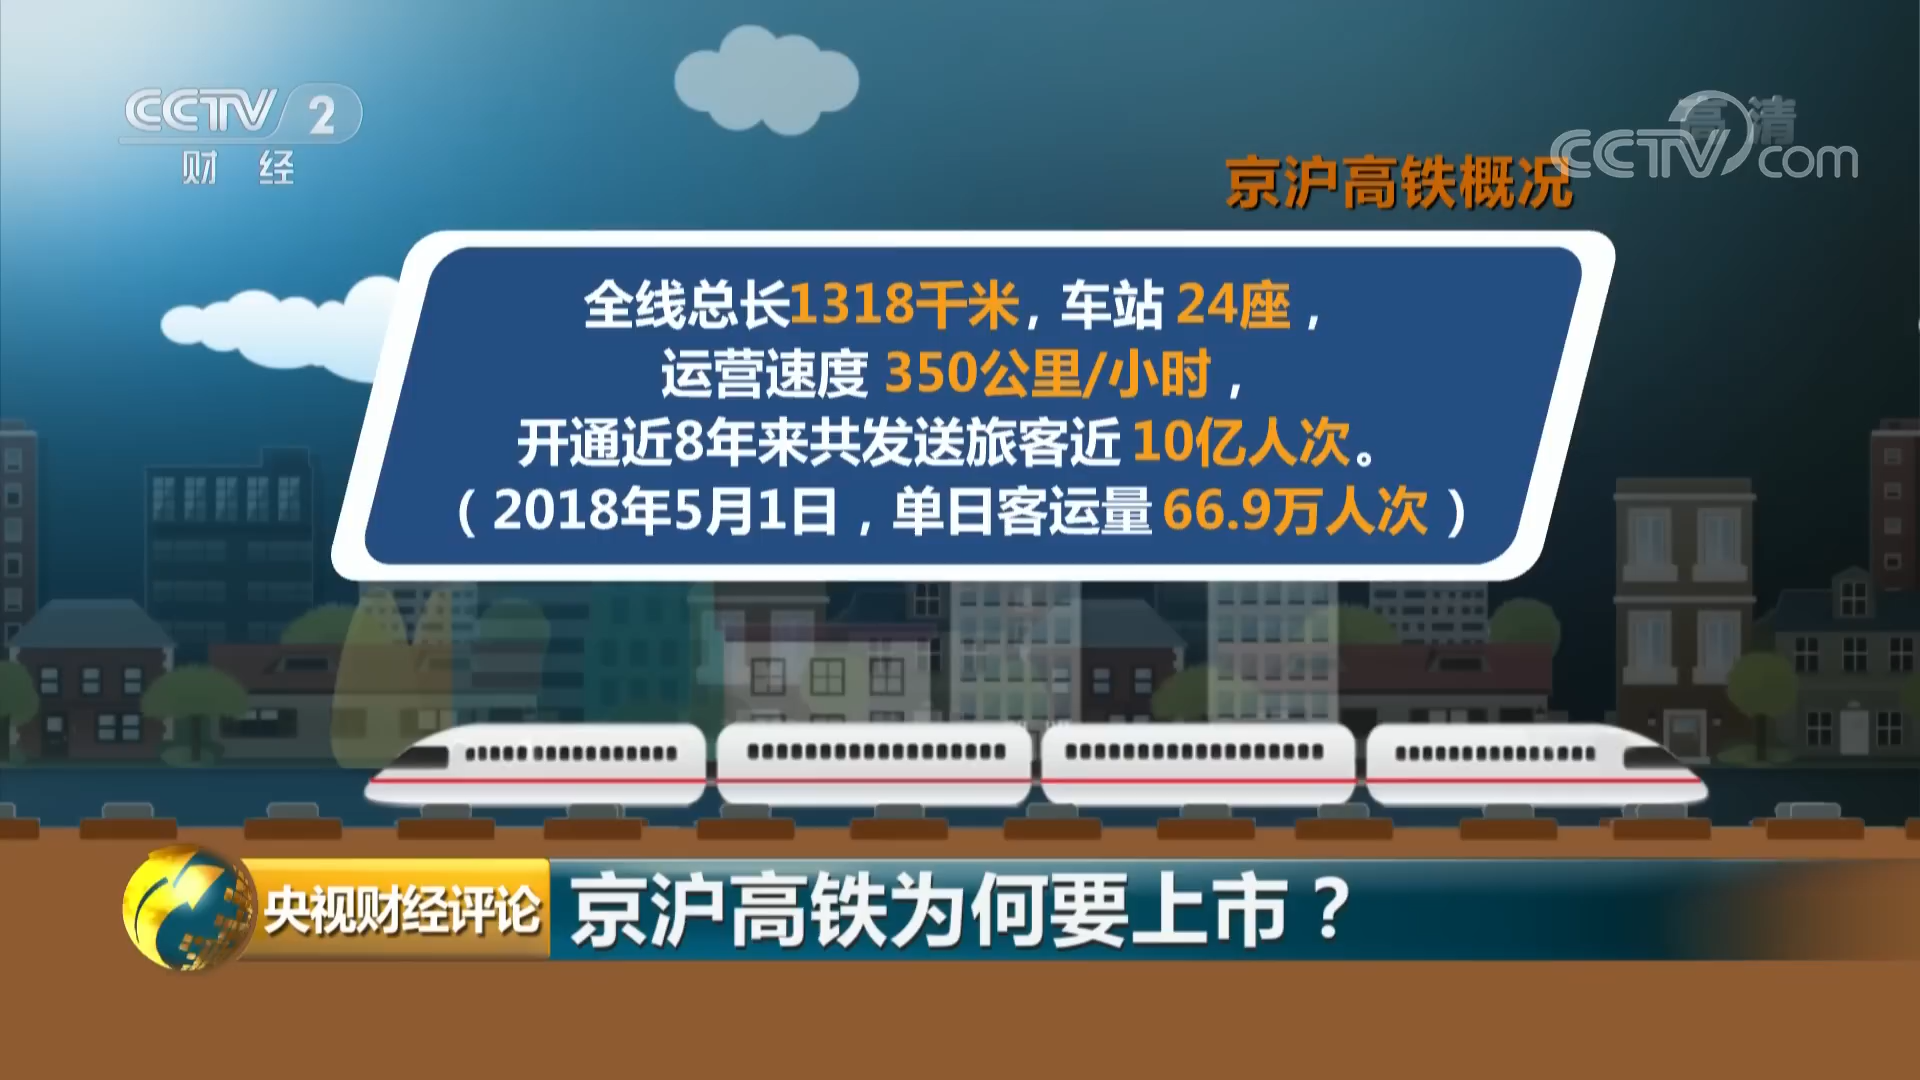 CCTV 2
财 经
高清
CCTV.com
京沪高铁概况
全线总长1318千米，车站 24座，
运营速度 350公里/小时，
开通近8年来共发送旅客近 10亿人次。
（2018年5月1日，单日客运量 66.9万人次）
央视财经评论
京沪高铁为何要上市？